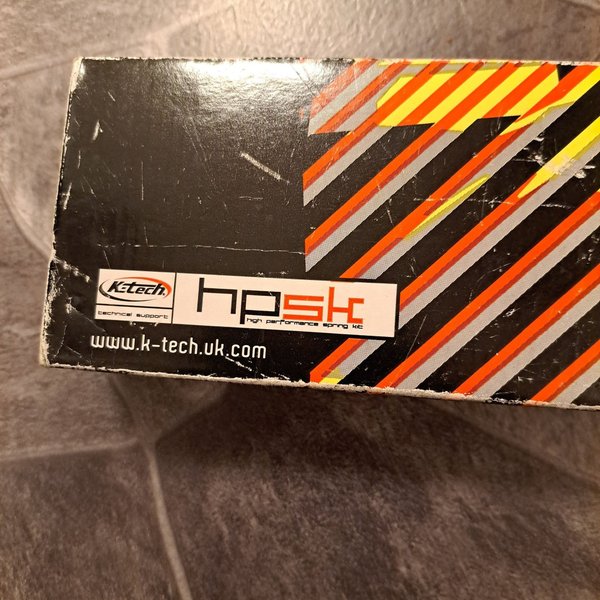 K-tech
technical support
hpsk
high performance spring kit
www.k-tech.uk.com